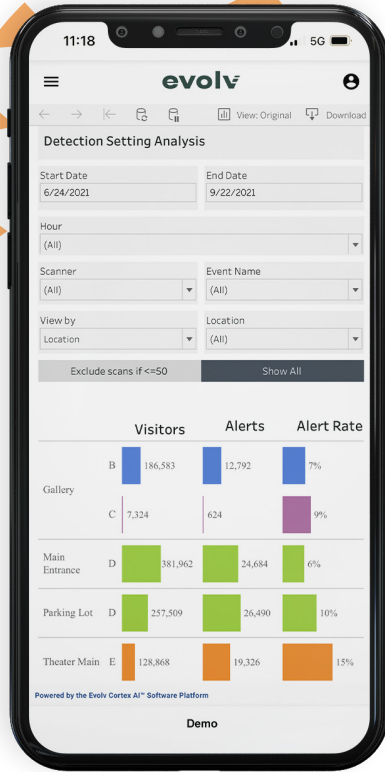 11:18 5G
evolv
View: Original Download
Detection Setting Analysis
Start Date End Date
6/24/2021 9/22/2021
Hour
(All)
Scanner Event Name
(All) (All)
View by Location
Location (All)
Exclude scans if <=50 Show All
Visitors Alerts Alert Rate
Gallery
B 186,583 12,792 7%
C 7,324 624 9%
Main
Entrance D 381,962 24,684 6%
Parking Lot D 257,509 26,490 10%
Theater Main E 128,868 19,326 15%
Powered by the Evolv Cortex AI™ Software Platform
Demo